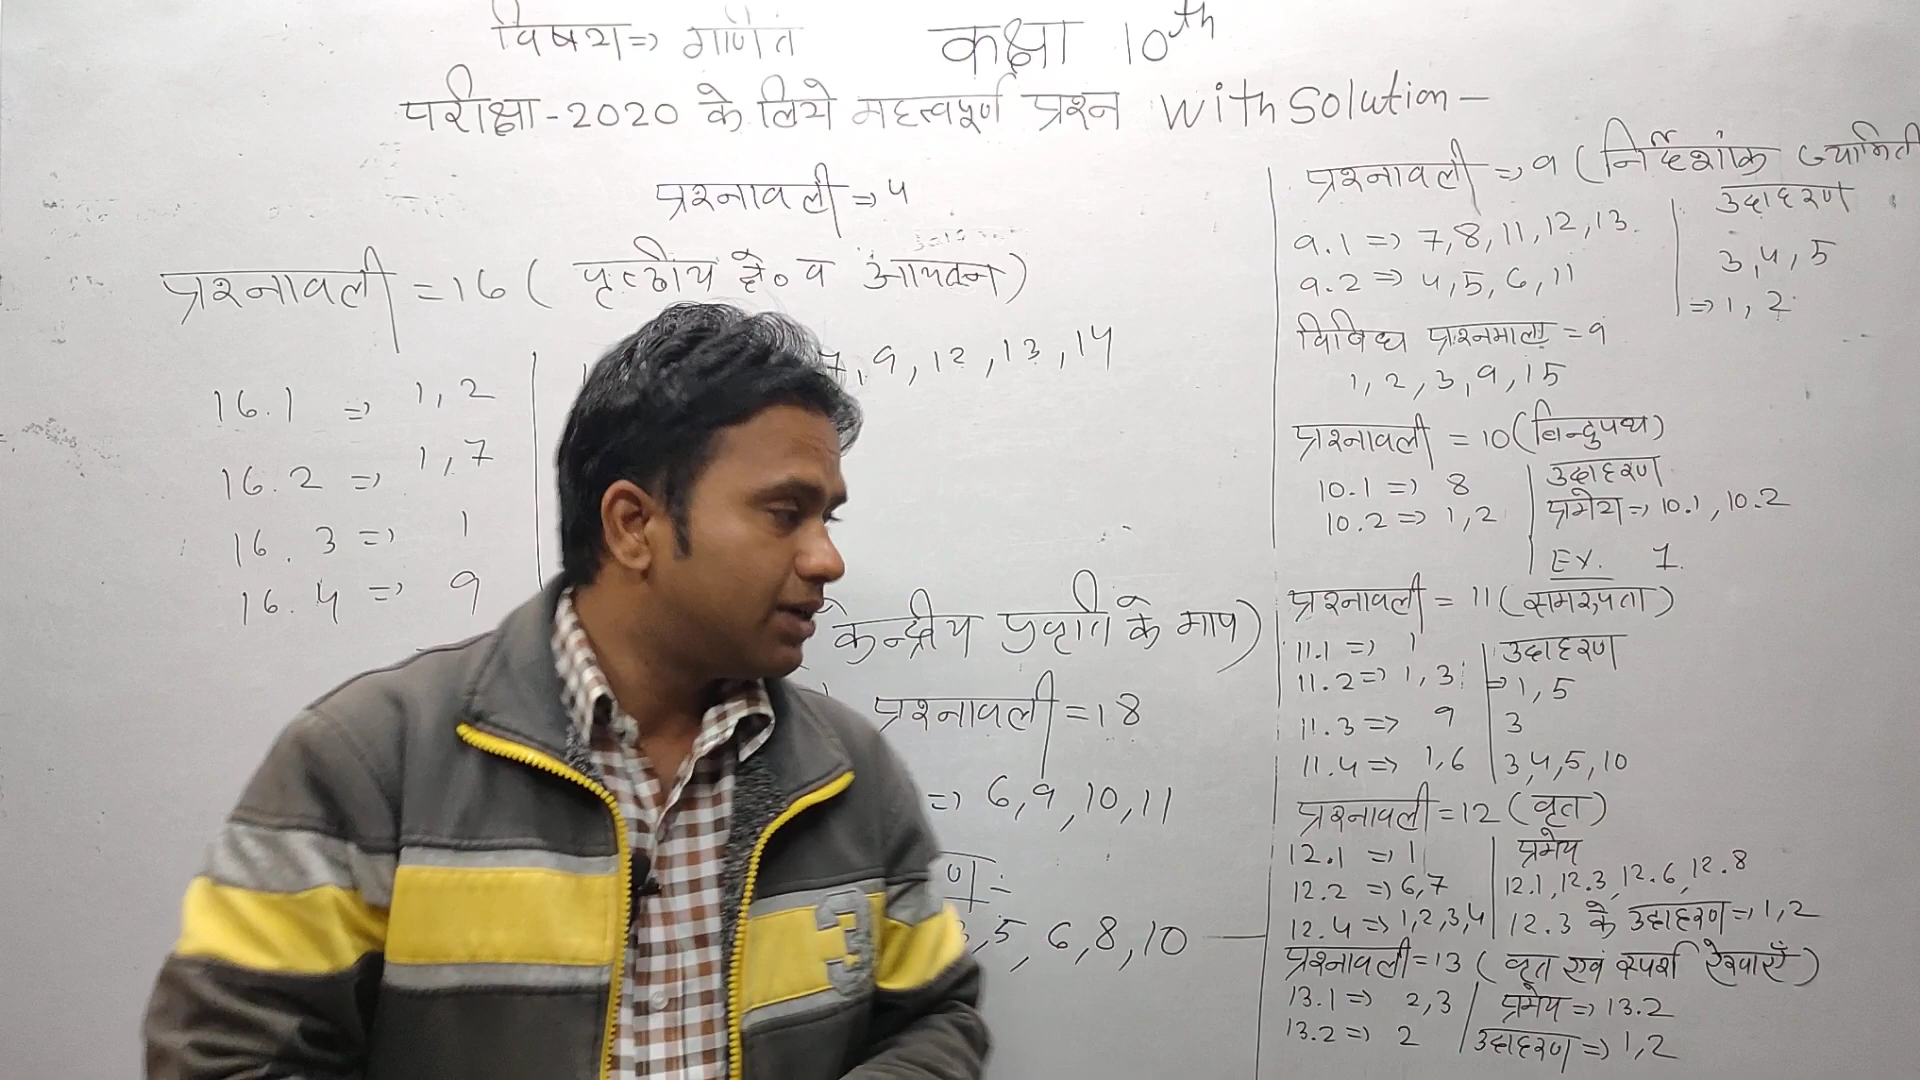 विषय=> गणित कक्षा 10th
परीक्षा-2020 के लिये महत्वपूर्ण प्रश्न With Solution -
प्रश्नावली => 4
प्रश्नावली = 16 ( पृष्ठीय क्षे० व आयतन )
16.1 => 1, 2
16.2 => 1, 7
16.3 => 1
16.4 => 9
7, 9, 12, 13, 14
केन्द्रीय प्रवृति के माप)
प्रश्नावली = 18
=> 6, 9, 10, 11
ण :-
3, 5, 6, 8, 10
प्रश्नावली => 9 ( निर्देशांक ज्यामिती
9.1 => 7, 8, 11, 12, 13
9.2 => 4, 5, 6, 11
उदाहरण
3, 4, 5
=> 1, 2
विविध प्रश्नमाला = 9
1, 2, 3, 9, 15
प्रश्नावली = 10 (बिन्दुपथ)
10.1 => 8
10.2 => 1, 2
उदाहरण
प्रमेय => 10.1, 10.2
Ex. 1.
प्रश्नावली = 11 (समरुपता)
11.1 => 1
11.2 => 1, 3
11.3 => 9
11.4 => 1, 6
उदाहरण
=> 1, 5
3
3, 4, 5, 10
प्रश्नावली = 12 (वृत)
12.1 => 1
12.2 => 6, 7
12.4 => 1, 2, 3, 4
प्रमेय
12.1, 12.3, 12.6, 12.8
12.3 के उदाहरण => 1, 2
प्रश्नावली = 13 ( वृत एवं स्पर्श रेखाएँ )
13.1 => 2, 3
13.2 => 2
प्रमेय => 13.2
उदाहरण => 1, 2
3